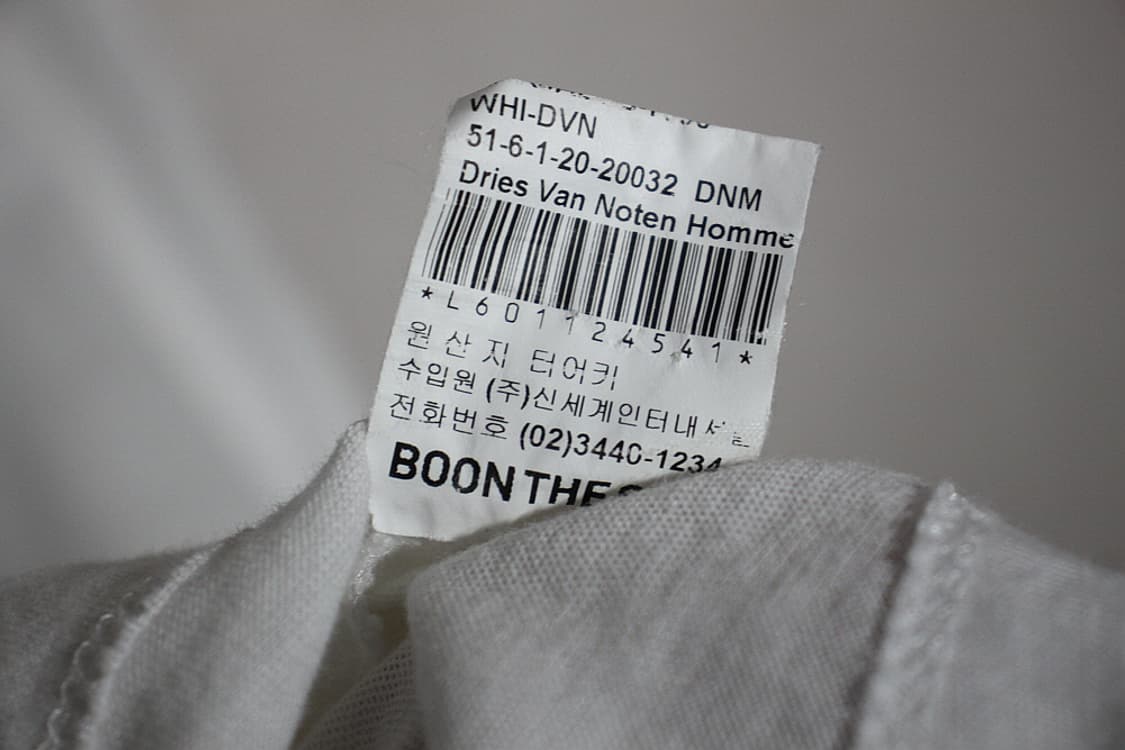 WHI-DVN
51-6-1-20-20032 DNM
Dries Van Noten Homme
*L601124541*
원산지 터어키
수입원 (주)신세계인터내셔널
전화번호 (02)3440-1234
BOON THE